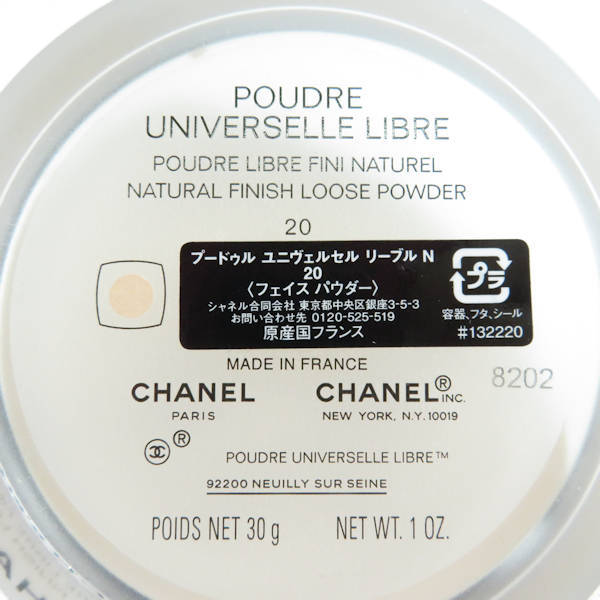 POUDRE
UNIVERSELLE LIBRE
POUDRE LIBRE FINI NATUREL
NATURAL FINISH LOOSE POWDER
20
プードゥル ユニヴェルセル リーブル N
20
〈フェイス パウダー〉
シャネル合同会社 東京都中央区銀座3-5-3
お問い合わせ先 0120-525-519
原産国フランス
プラ
容器、フタ、シール
#132220
MADE IN FRANCE
8202
CHANEL
PARIS
CHANEL® INC.
NEW YORK, N.Y. 10019
®
POUDRE UNIVERSELLE LIBRE™
92200 NEUILLY SUR SEINE
POIDS NET 30 g NET WT. 1 OZ.